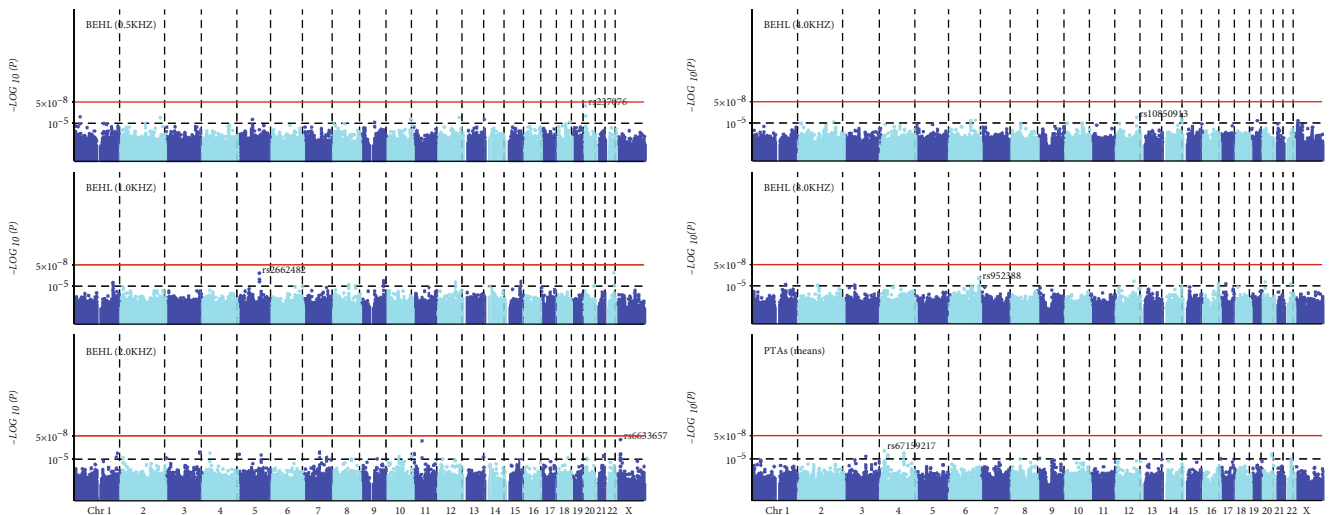 BEHL (0.5KHZ)
−LOG 10 (P)
5×10−8
10−5
rs227076
BEHL (1.0KHZ)
−LOG 10 (P)
5×10−8
10−5
rs2662482
BEHL (2.0KHZ)
−LOG 10 (P)
5×10−8
10−5
rs6633657
Chr 1 2 3 4 5 6 7 8 9 10 11 12 13 14 15 16 17 18 19 20 21 22 X
BEHL (4.0KHZ)
−LOG 10 (P)
5×10−8
10−5
rs10850913
BEHL (8.0KHZ)
−LOG 10 (P)
5×10−8
10−5
rs952388
PTAs (means)
−LOG 10 (P)
5×10−8
10−5
rs67159217
Chr 1 2 3 4 5 6 7 8 9 10 11 12 13 14 15 16 17 18 19 20 21 22 X